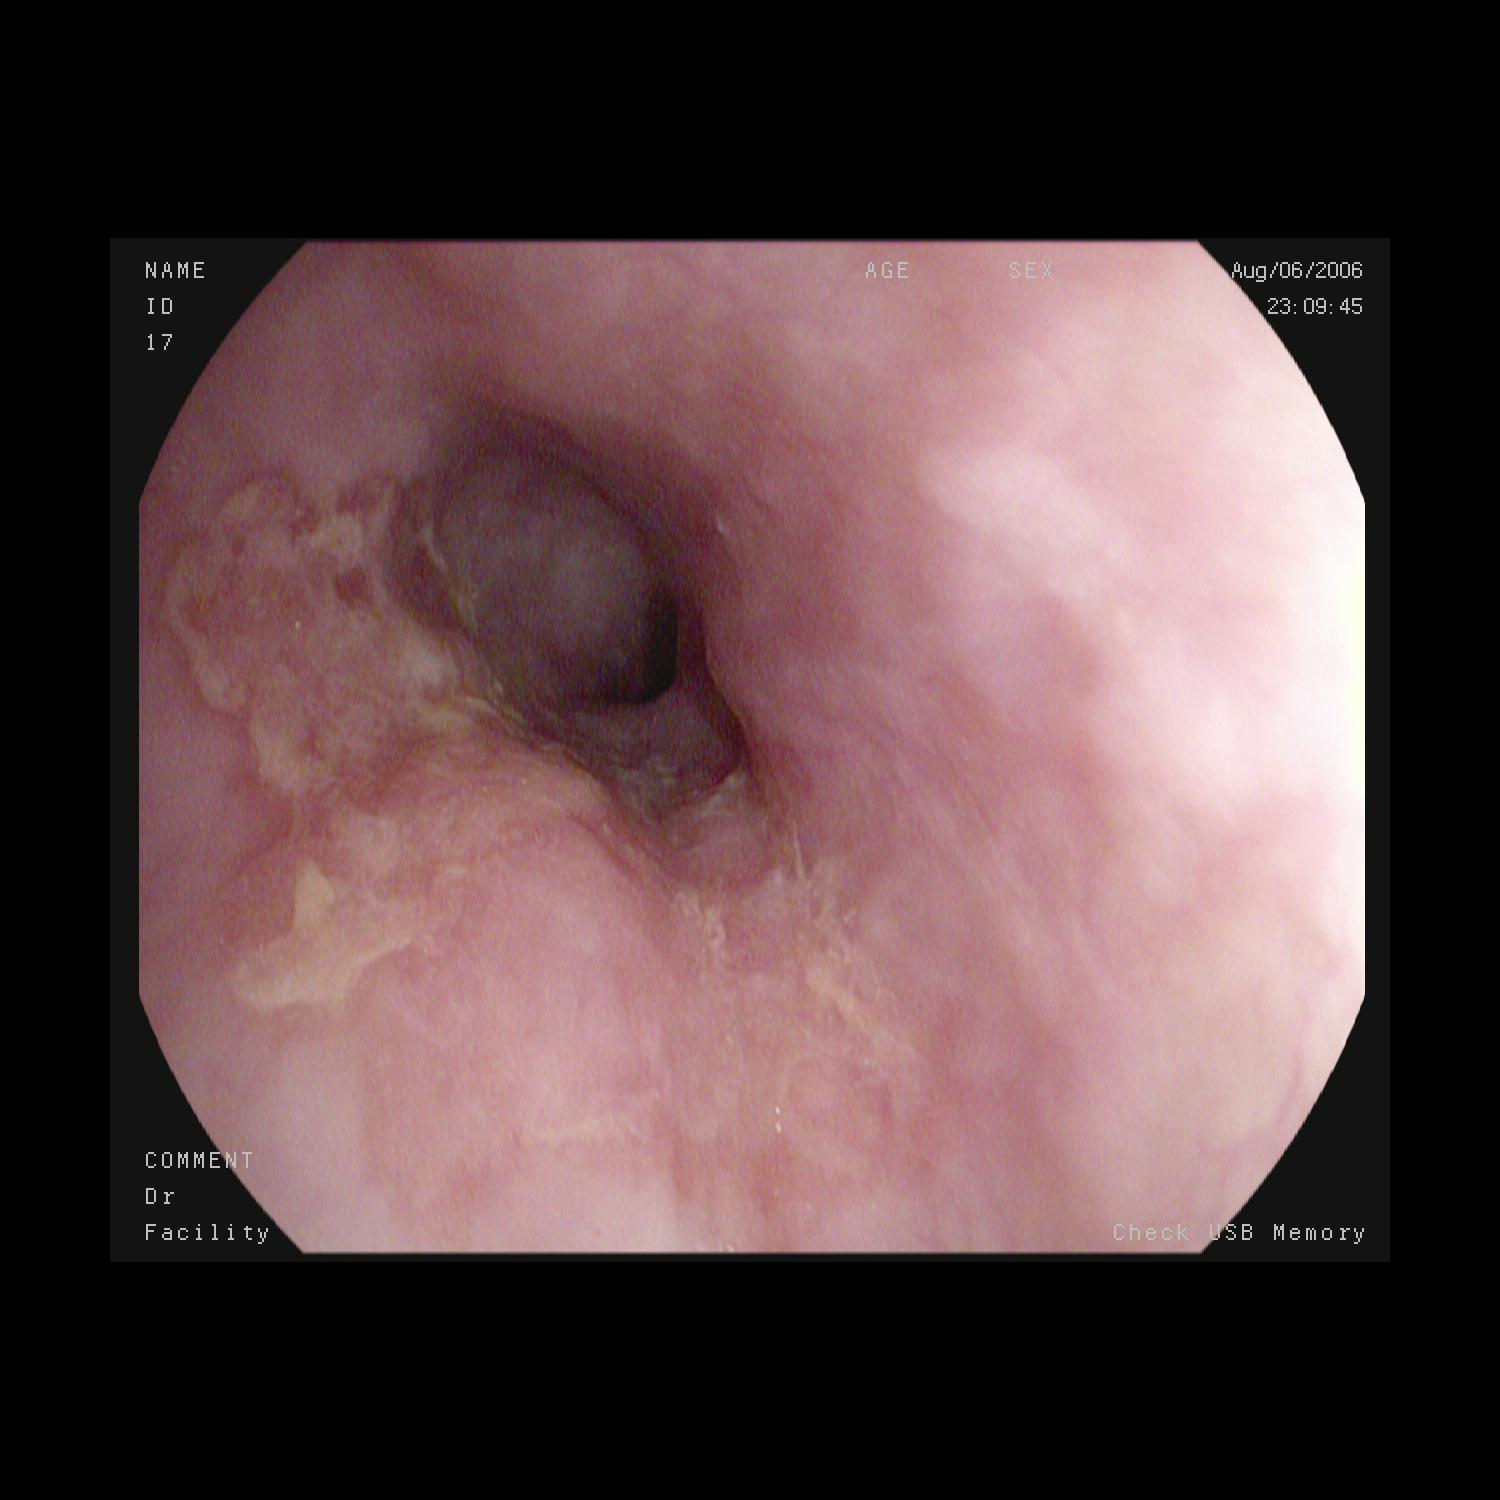 NAME AGE SEX Aug/06/2006
ID 23:09:45
17
COMMENT
Dr
Facility Check USB Memory